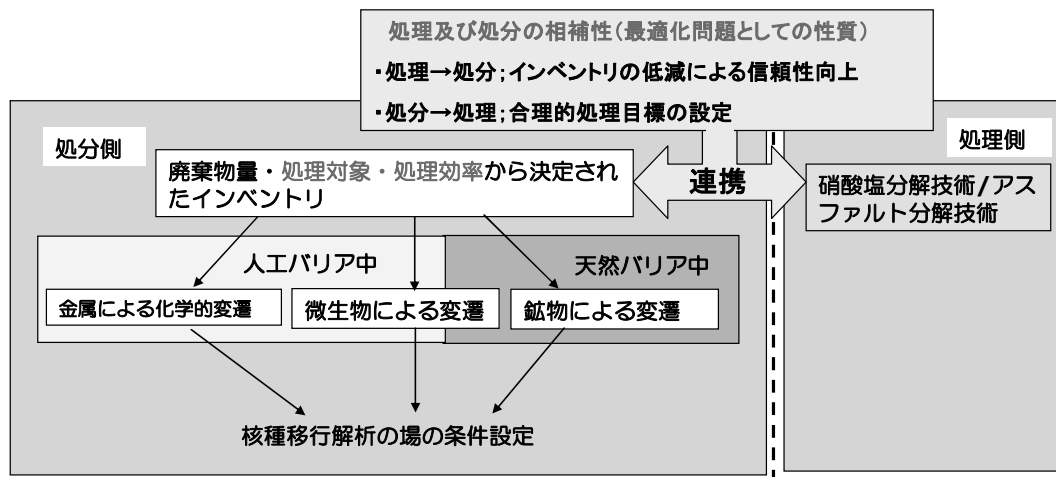 処理及び処分の相補性(最適化問題としての性質)
・処理→処分;インベントリの低減による信頼性向上
・処分→処理;合理的処理目標の設定
処分側
処理側
廃棄物量・処理対象・処理効率から決定され
たインベントリ
連携
硝酸塩分解技術/アス
ファルト分解技術
人工バリア中
天然バリア中
金属による化学的変遷
微生物による変遷
鉱物による変遷
核種移行解析の場の条件設定